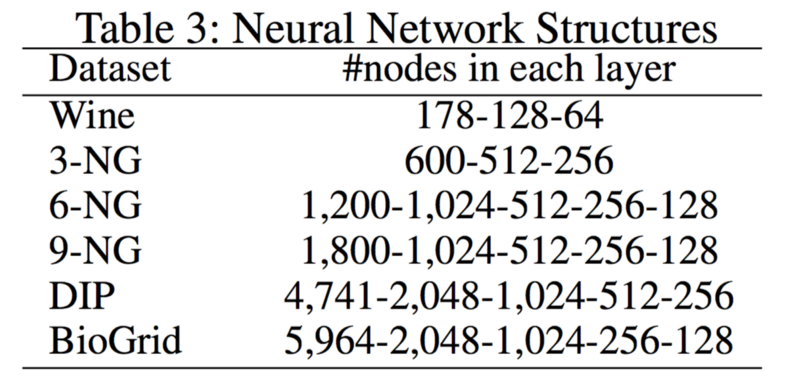 Table 3: Neural Network Structures
Dataset #nodes in each layer
Wine 178-128-64
3-NG 600-512-256
6-NG 1,200-1,024-512-256-128
9-NG 1,800-1,024-512-256-128
DIP 4,741-2,048-1,024-512-256
BioGrid 5,964-2,048-1,024-256-128